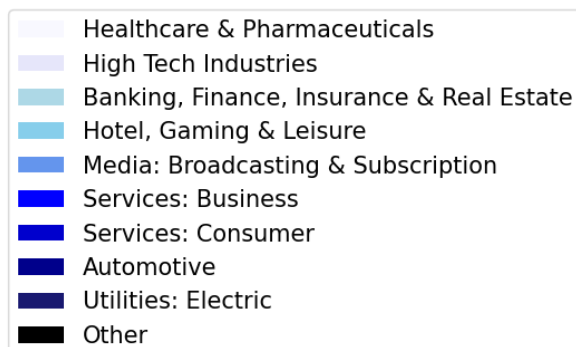 Healthcare & Pharmaceuticals
High Tech Industries
Banking, Finance, Insurance & Real Estate
Hotel, Gaming & Leisure
Media: Broadcasting & Subscription
Services: Business
Services: Consumer
Automotive
Utilities: Electric
Other